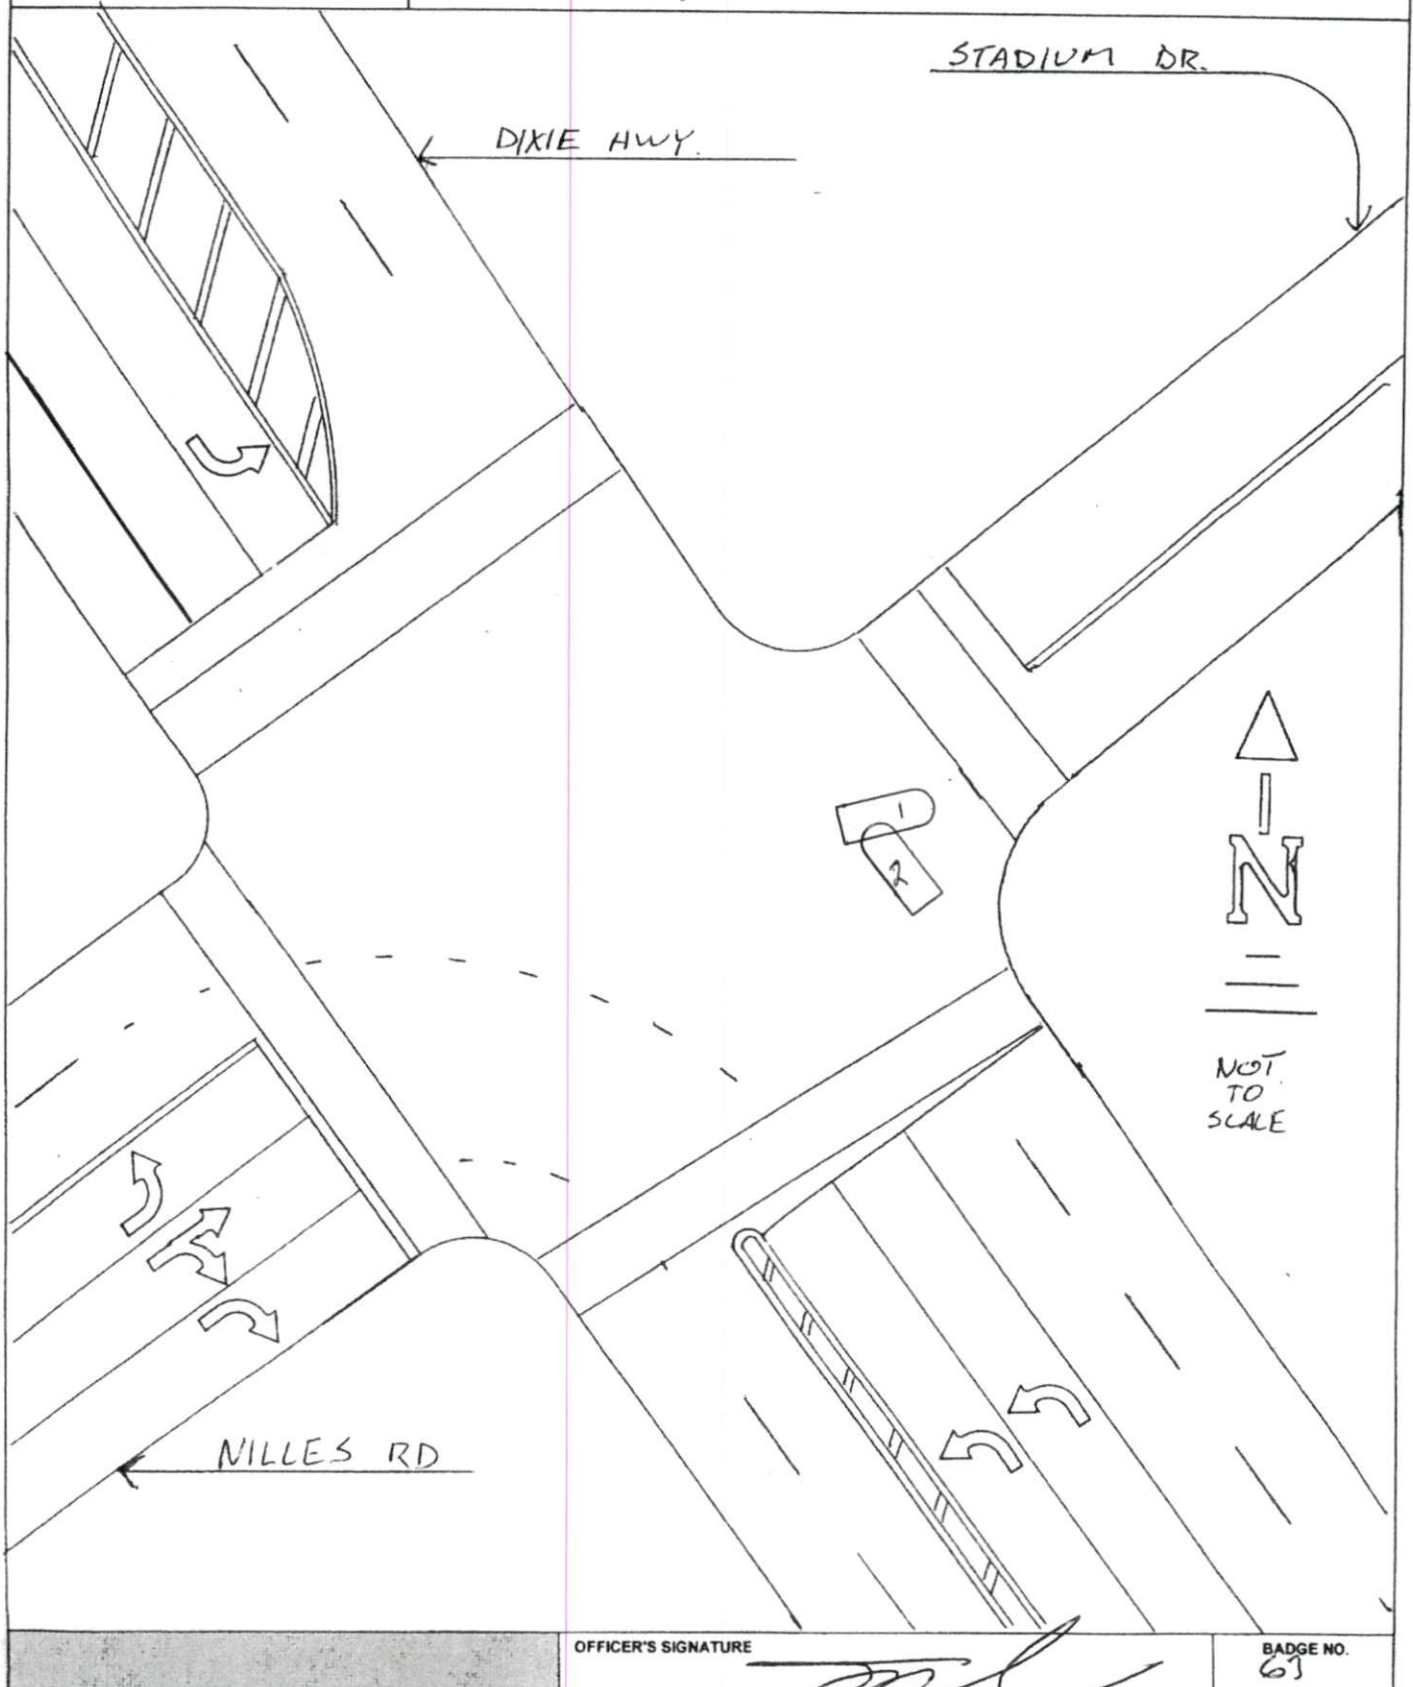 STADIUM DR.
DIXIE HWY.
1
2
N
NOT
TO
SCALE
NILLES RD
OFFICER'S SIGNATURE
BADGE NO.